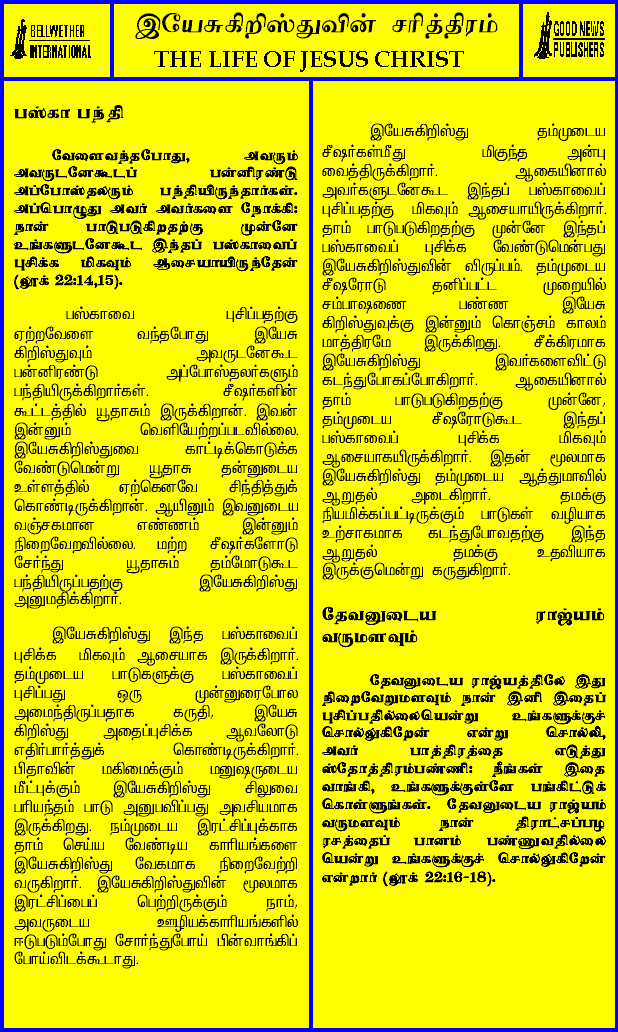 BELLWETHER
INTERNATIONAL
இயேசுகிறிஸ்துவின் சரித்திரம்
THE LIFE OF JESUS CHRIST
GOOD NEWS
PUBLISHERS
பஸ்கா பந்தி
வேளைவந்தபோது, அவரும்
அவருடனேகூடப் பன்னிரண்டு
அப்போஸ்தலரும் பந்தியிருந்தார்கள்.
அப்பொழுது அவர் அவர்களை நோக்கி:
நான் பாடுபடுகிறதற்கு முன்னே
உங்களுடனேகூட இந்தப் பஸ்காவைப்
புசிக்க மிகவும் ஆசையாயிருந்தேன்
(லூக் 22:14,15).
பஸ்காவை புசிப்பதற்கு
ஏற்றவேளை வந்தபோது இயேசு
கிறிஸ்துவும் அவருடனேகூட
பன்னிரண்டு அப்போஸ்தலர்களும்
பந்தியிருக்கிறார்கள். சீஷர்களின்
கூட்டத்தில் யூதாசும் இருக்கிறான். இவன்
இன்னும் வெளியேற்றப்படவில்லை.
இயேசுகிறிஸ்துவை காட்டிக்கொடுக்க
வேண்டுமென்று யூதாசு தன்னுடைய
உள்ளத்தில் ஏற்கெனவே சிந்தித்துக்
கொண்டிருக்கிறான். ஆயினும் இவனுடைய
வஞ்சகமான எண்ணம் இன்னும்
நிறைவேறவில்லை. மற்ற சீஷர்களோடு
சேர்ந்து யூதாசும் தம்மோடுகூட
பந்தியிருப்பதற்கு இயேசுகிறிஸ்து
அனுமதிக்கிறார்.
இயேசுகிறிஸ்து இந்த பஸ்காவைப்
புசிக்க மிகவும் ஆசையாக இருக்கிறார்.
தம்முடைய பாடுகளுக்கு பஸ்காவைப்
புசிப்பது ஒரு முன்னுரைபோல
அமைந்திருப்பதாக கருதி, இயேசு
கிறிஸ்து அதைப்புசிக்க ஆவலோடு
எதிர்பார்த்துக் கொண்டிருக்கிறார்.
பிதாவின் மகிமைக்கும் மனுஷருடைய
மீட்புக்கும் இயேசுகிறிஸ்து சிலுவை
பரியந்தம் பாடு அனுபவிப்பது அவசியமாக
இருக்கிறது. நம்முடைய இரட்சிப்புக்காக
தாம் செய்ய வேண்டிய காரியங்களை
இயேசுகிறிஸ்து வேகமாக நிறைவேற்றி
வருகிறார். இயேசுகிறிஸ்துவின் மூலமாக
இரட்சிப்பைப் பெற்றிருக்கும் நாம்,
அவருடைய ஊழியக்காரியங்களில்
ஈடுபடும்போது சோர்ந்துபோய் பின்வாங்கிப்
போய்விடக்கூடாது.
இயேசுகிறிஸ்து தம்முடைய
சீஷர்கள்மீது மிகுந்த அன்பு
வைத்திருக்கிறார். ஆகையினால்
அவர்களுடனேகூட இந்தப் பஸ்காவைப்
புசிப்பதற்கு மிகவும் ஆசையாயிருக்கிறார்.
தாம் பாடுபடுகிறதற்கு முன்னே இந்தப்
பஸ்காவைப் புசிக்க வேண்டுமென்பது
இயேசுகிறிஸ்துவின் விருப்பம். தம்முடைய
சீஷரோடு தனிப்பட்ட முறையில்
சம்பாஷணை பண்ண இயேசு
கிறிஸ்துவுக்கு இன்னும் கொஞ்சம் காலம்
மாத்திரமே இருக்கிறது. சீக்கிரமாக
இயேசுகிறிஸ்து இவர்களைவிட்டு
கடந்துபோகப்போகிறார். ஆகையினால்
தாம் பாடுபடுகிறதற்கு முன்னே,
தம்முடைய சீஷரோடுகூட இந்தப்
பஸ்காவைப் புசிக்க மிகவும்
ஆசையாகயிருக்கிறார். இதன் மூலமாக
இயேசுகிறிஸ்து தம்முடைய ஆத்துமாவில்
ஆறுதல் அடைகிறார். தமக்கு
நியமிக்கப்பட்டிருக்கும் பாடுகள் வழியாக
உற்சாகமாக கடந்துபோவதற்கு இந்த
ஆறுதல் தமக்கு உதவியாக
இருக்குமென்று கருதுகிறார்.
தேவனுடைய ராஜ்யம்
வருமளவும்
தேவனுடைய ராஜ்யத்திலே இது
நிறைவேறுமளவும் நான் இனி இதைப்
புசிப்பதில்லையென்று உங்களுக்குச்
சொல்லுகிறேன் என்று சொல்லி,
அவர் பாத்திரத்தை எடுத்து
ஸ்தோத்திரம்பண்ணி: நீங்கள் இதை
வாங்கி, உங்களுக்குள்ளே பங்கிட்டுக்
கொள்ளுங்கள். தேவனுடைய ராஜ்யம்
வருமளவும் நான் திராட்சப்பழ
ரசத்தைப் பானம் பண்ணுவதில்லை
யென்று உங்களுக்குச் சொல்லுகிறேன்
என்றார் (லூக் 22:16-18).